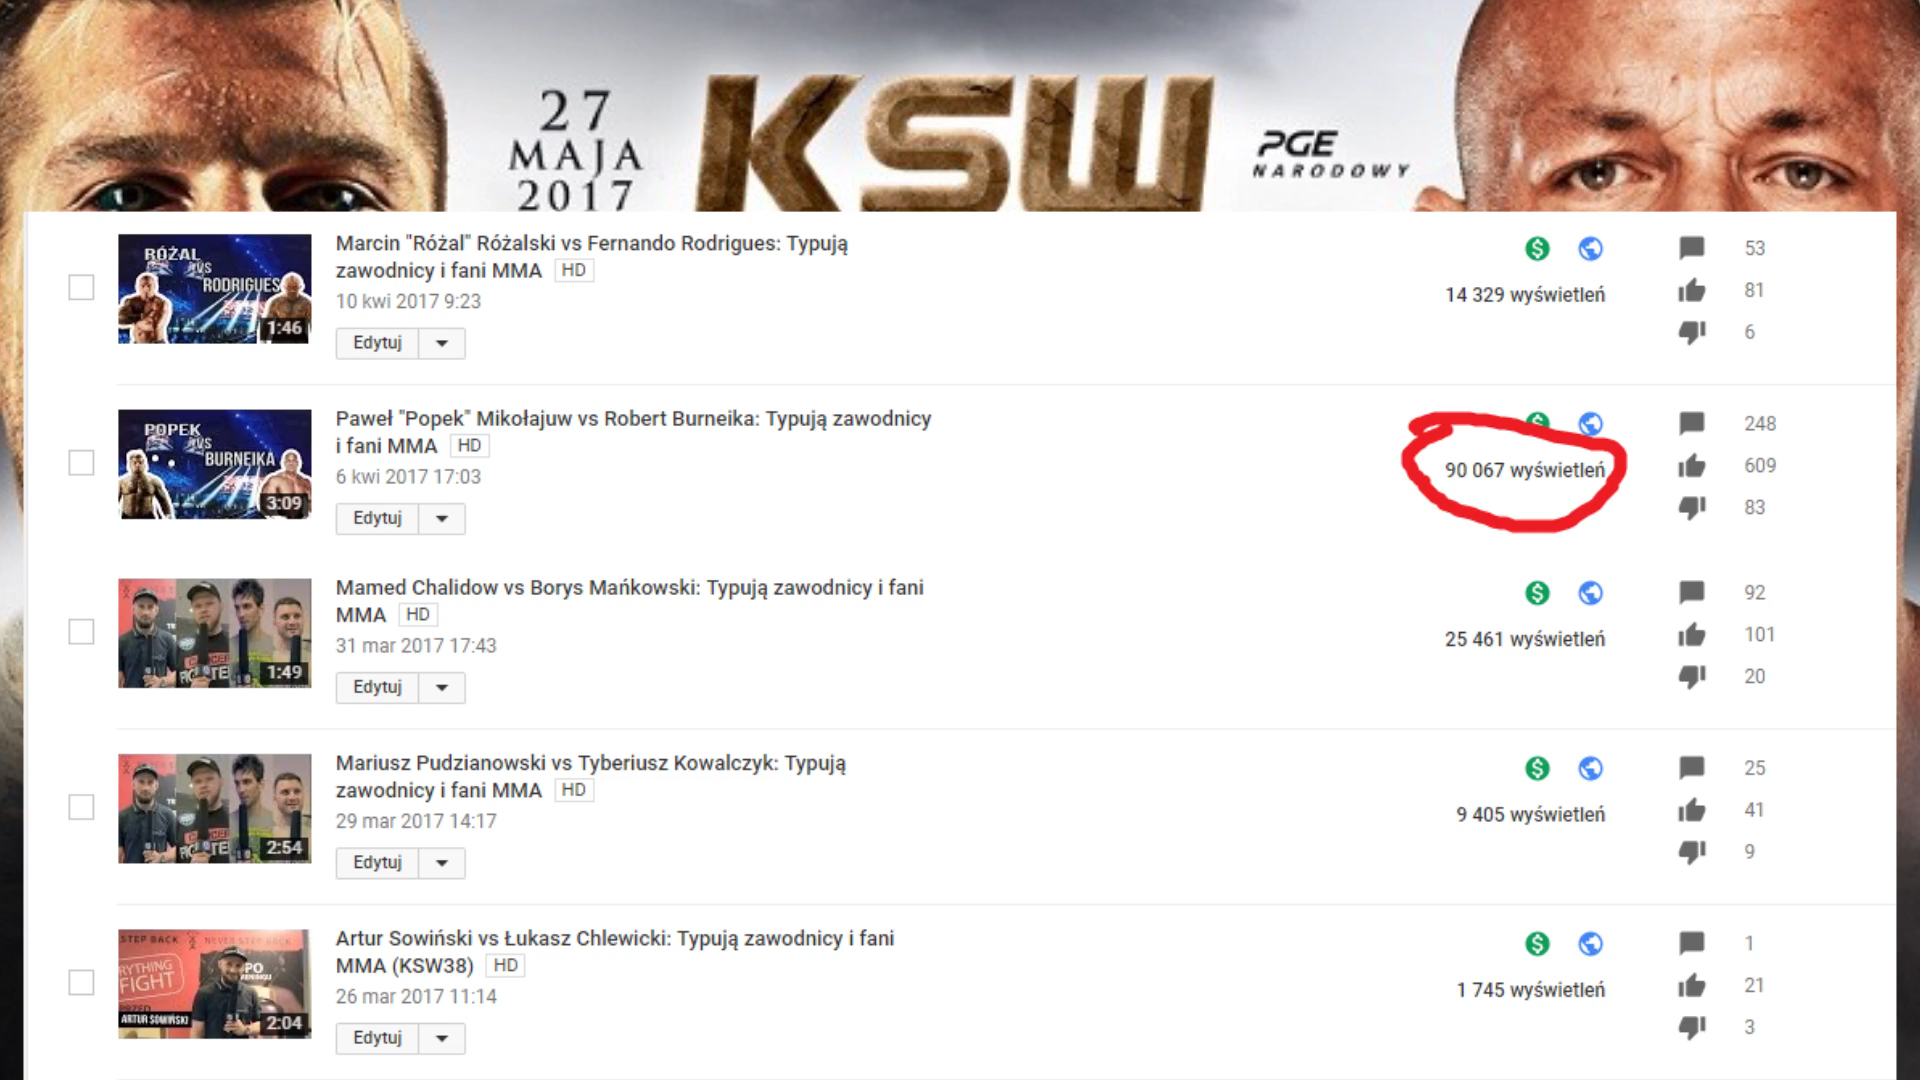 27
MAJA
2017
KSW
PGE
NARODOWY
RÓŻAL
VS
RODRIGUES
1:46
Marcin "Różal" Różalski vs Fernando Rodrigues: Typują
zawodnicy i fani MMA HD
10 kwi 2017 9:23
Edytuj
14 329 wyświetleń
53
81
6
POPEK
VS
BURNEIKA
3:09
Paweł "Popek" Mikołajuw vs Robert Burneika: Typują zawodnicy
i fani MMA HD
6 kwi 2017 17:03
Edytuj
90 067 wyświetleń
248
609
83
1:49
Mamed Chalidow vs Borys Mańkowski: Typują zawodnicy i fani
MMA HD
31 mar 2017 17:43
Edytuj
25 461 wyświetleń
92
101
20
2:54
Mariusz Pudzianowski vs Tyberiusz Kowalczyk: Typują
zawodnicy i fani MMA HD
29 mar 2017 14:17
Edytuj
9 405 wyświetleń
25
41
9
STEP BACK NEVER STEP BACK
RYTHING
FIGHT
ARTUR SOWIŃSKI
2:04
Artur Sowiński vs Łukasz Chlewicki: Typują zawodnicy i fani
MMA (KSW38) HD
26 mar 2017 11:14
Edytuj
1 745 wyświetleń
1
21
3